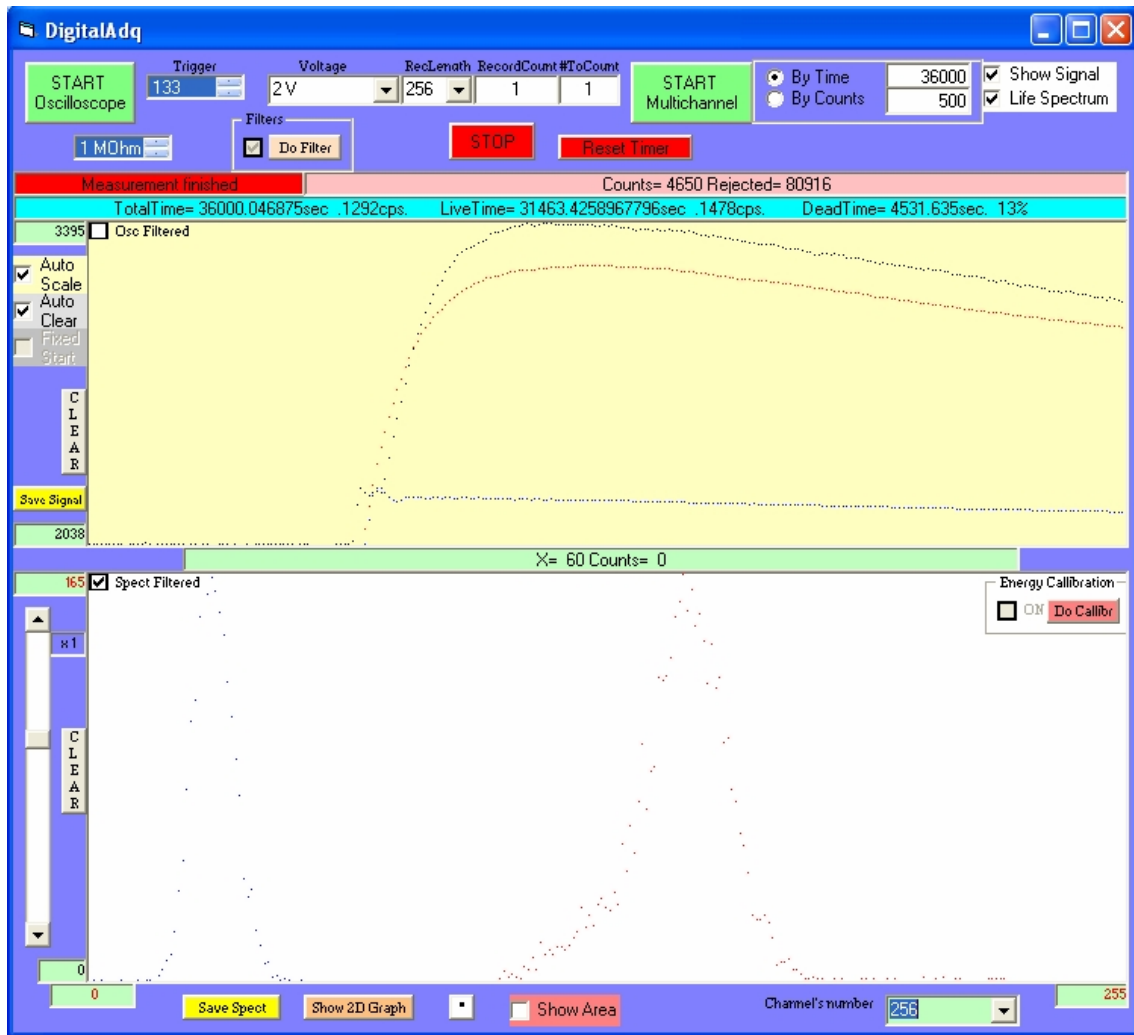 DigitalAdq
START Oscilloscope
Trigger
133
Voltage
2 V
RecLength
256
RecordCount
1
#ToCount
1
START Multichannel
By Time
36000
By Counts
500
Show Signal
Life Spectrum
1 MOhm
Filters
Do Filter
STOP
Reset Timer
Measurement finished
Counts= 4650 Rejected= 80916
TotalTime= 36000.046875sec .1292cps. LiveTime= 31463.4258967796sec .1478cps. DeadTime= 4531.635sec. 13%
3395
Osc Filtered
Auto
Scale
Auto
Clear
Fixed
Start
CLEAR
Save Signal
2038
X= 60 Counts= 0
165
Spect Filtered
Energy Callibration
ON
Do Callibr
x1
CLEAR
0
0
Save Spect
Show 2D Graph
Show Area
Channel's number
256
255